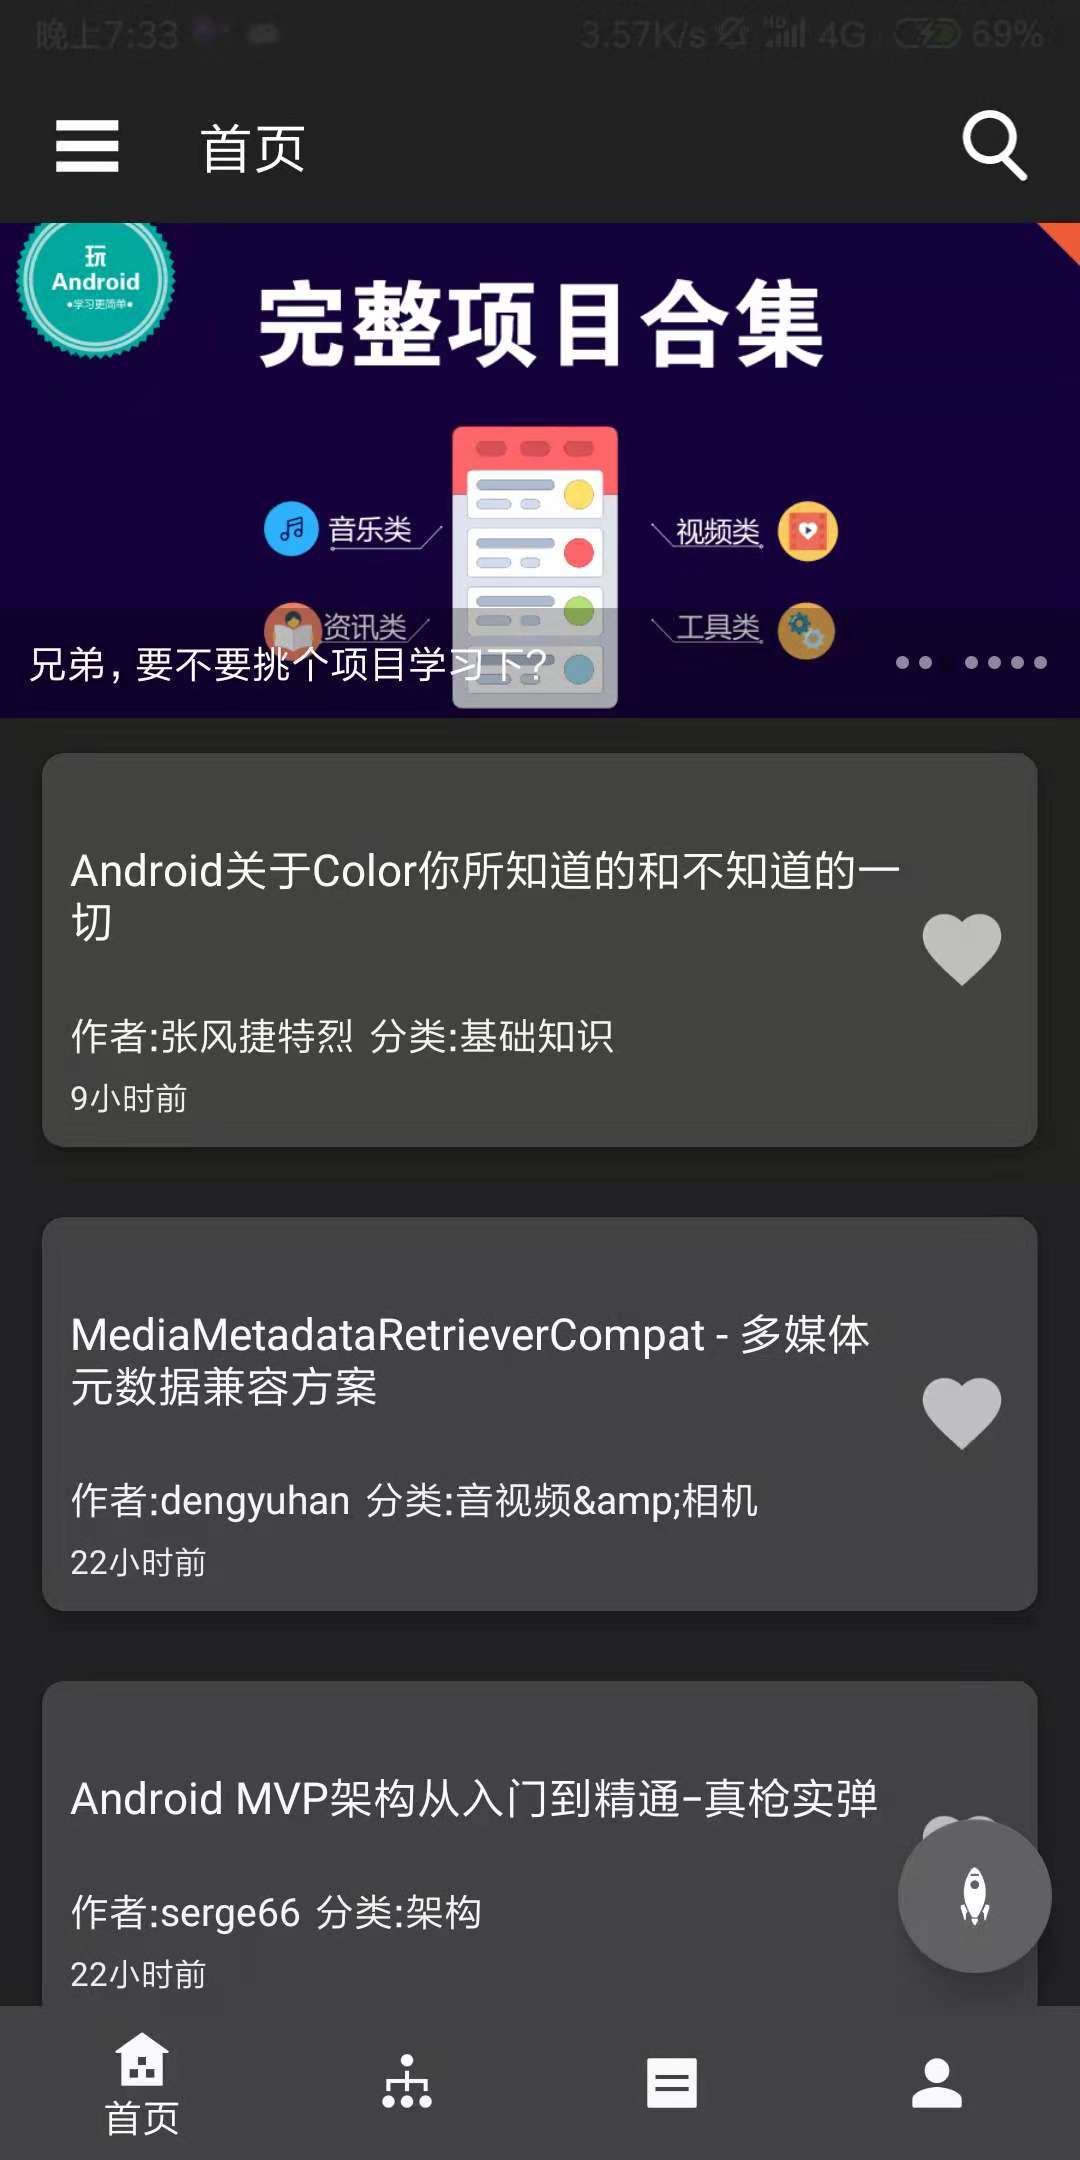 晚上7:33
3.57K/s HD 4G 69%
首页
玩
Android
•学习更简单•
完整项目合集
音乐类
视频类
资讯类
工具类
兄弟，要不要挑个项目学习下？
Android关于Color你所知道的和不知道的一
切
作者:张风捷特烈 分类:基础知识
9小时前
MediaMetadataRetrieverCompat - 多媒体
元数据兼容方案
作者:dengyuhan 分类:音视频&amp;相机
22小时前
Android MVP架构从入门到精通-真枪实弹
作者:serge66 分类:架构
22小时前
首页